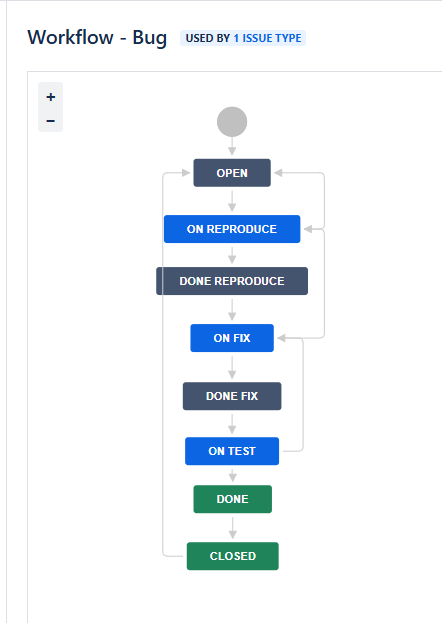 Workflow - Bug USED BY 1 ISSUE TYPE
+
–
OPEN
ON REPRODUCE
DONE REPRODUCE
ON FIX
DONE FIX
ON TEST
DONE
CLOSED